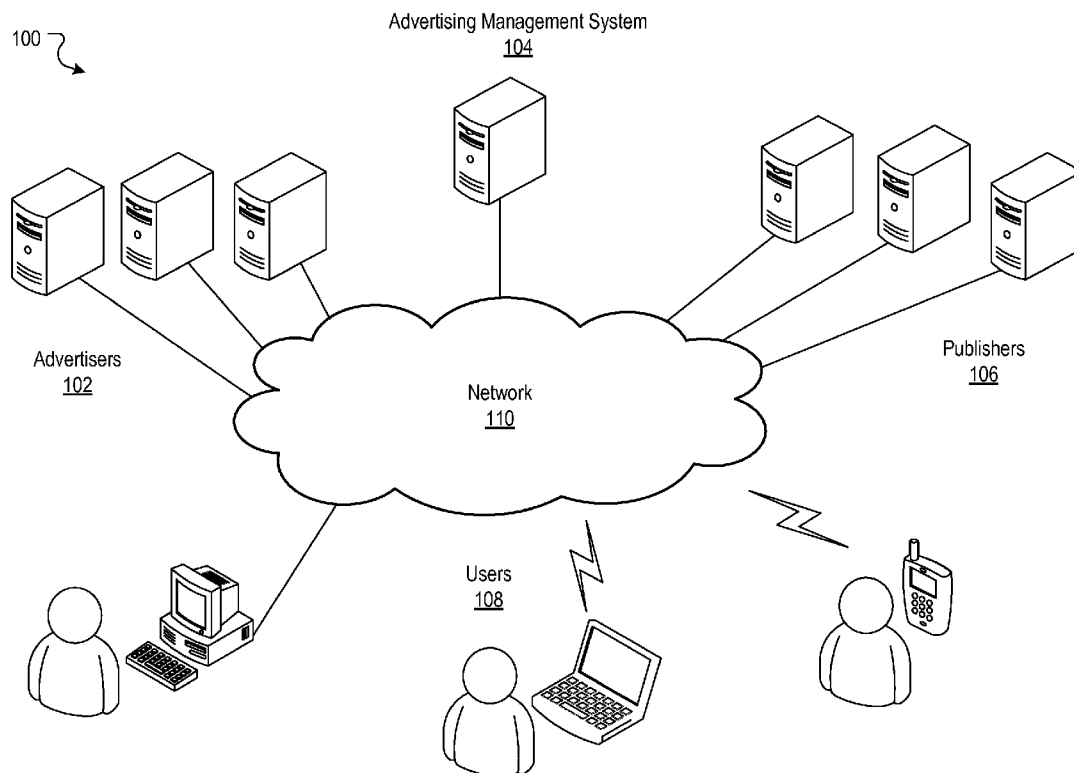 Advertising Management System
104
100
Advertisers
102
Publishers
106
Network
110
Users
108